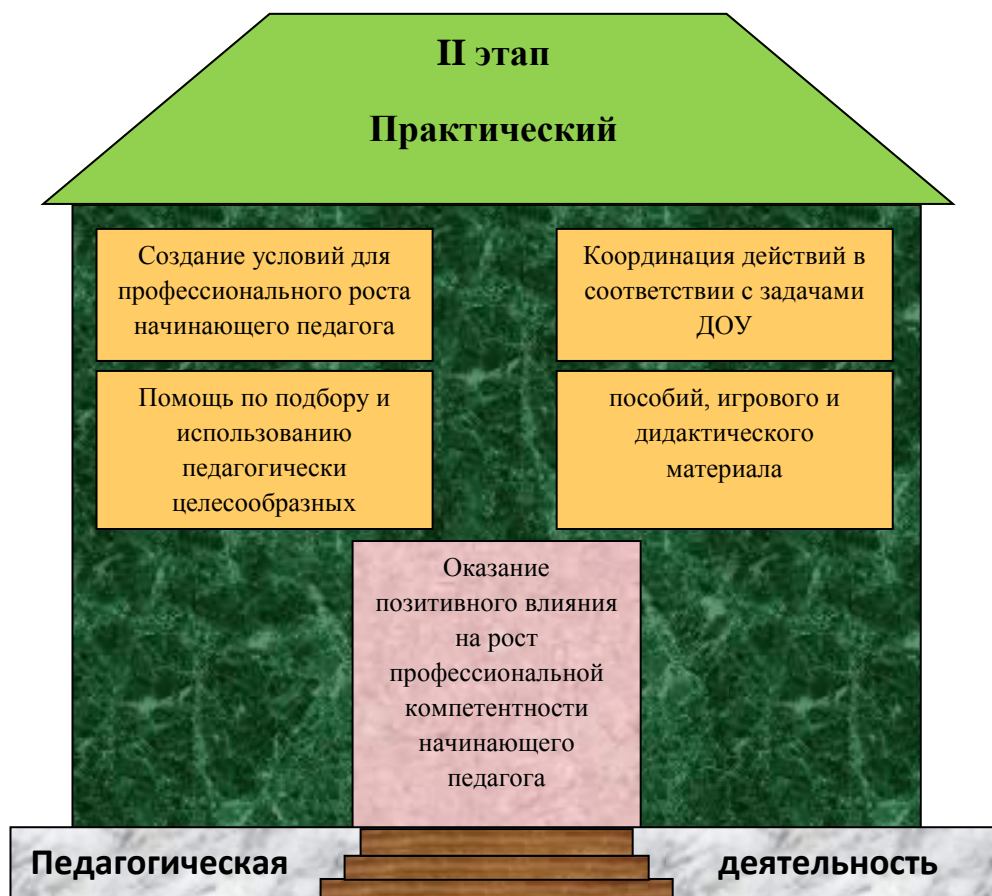 II этап
Практический
Создание условий для
профессионального роста
начинающего педагога
Координация действий в
соответствии с задачами
ДОУ
Помощь по подбору и
использованию
педагогически
целесообразных
пособий, игрового и
дидактического
материала
Оказание
позитивного влияния
на рост
профессиональной
компетентности
начинающего
педагога
Педагогическая деятельность